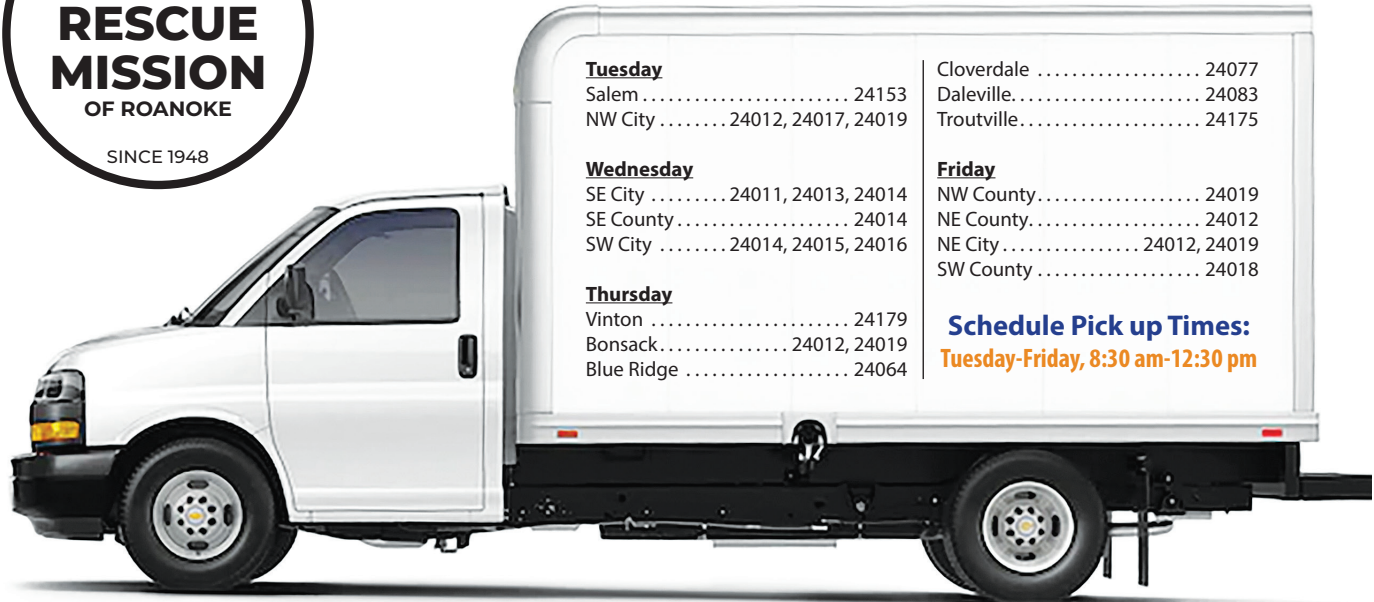 RESCUE
MISSION
OF ROANOKE
SINCE 1948
Tuesday
Salem ....................... 24153
NW City ........ 24012, 24017, 24019
Wednesday
SE City ......... 24011, 24013, 24014
SE County ................... 24014
SW City ........ 24014, 24015, 24016
Thursday
Vinton ...................... 24179
Bonsack............... 24012, 24019
Blue Ridge .................. 24064
Cloverdale ................... 24077
Daleville..................... 24083
Troutville..................... 24175
Friday
NW County.................. 24019
NE County................... 24012
NE City ................ 24012, 24019
SW County ................... 24018
Schedule Pick up Times:
Tuesday-Friday, 8:30 am-12:30 pm